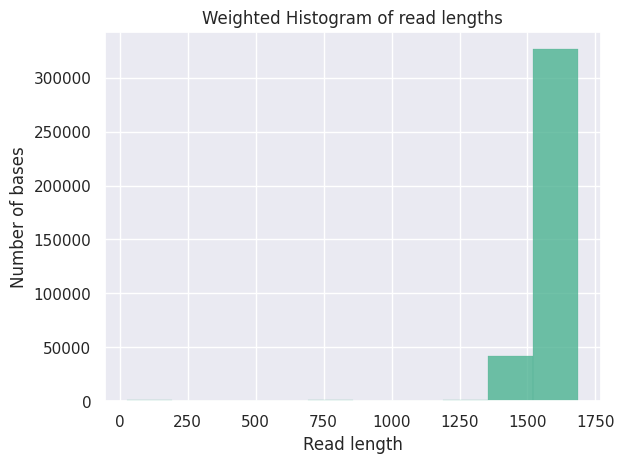 Weighted Histogram of read lengths
Number of bases
300000
250000
200000
150000
100000
50000
0
0 250 500 750 1000 1250 1500 1750
Read length